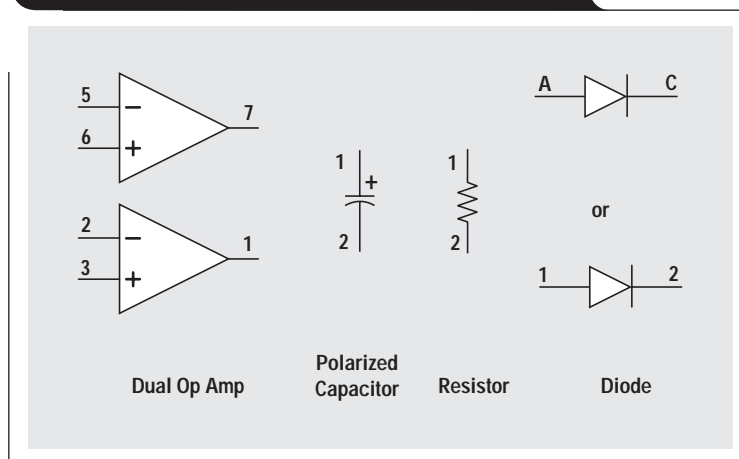 5
6
7
2
3
1
1
+
2
1
2
A C
or
1 2
Dual Op Amp
Polarized
Capacitor
Resistor
Diode